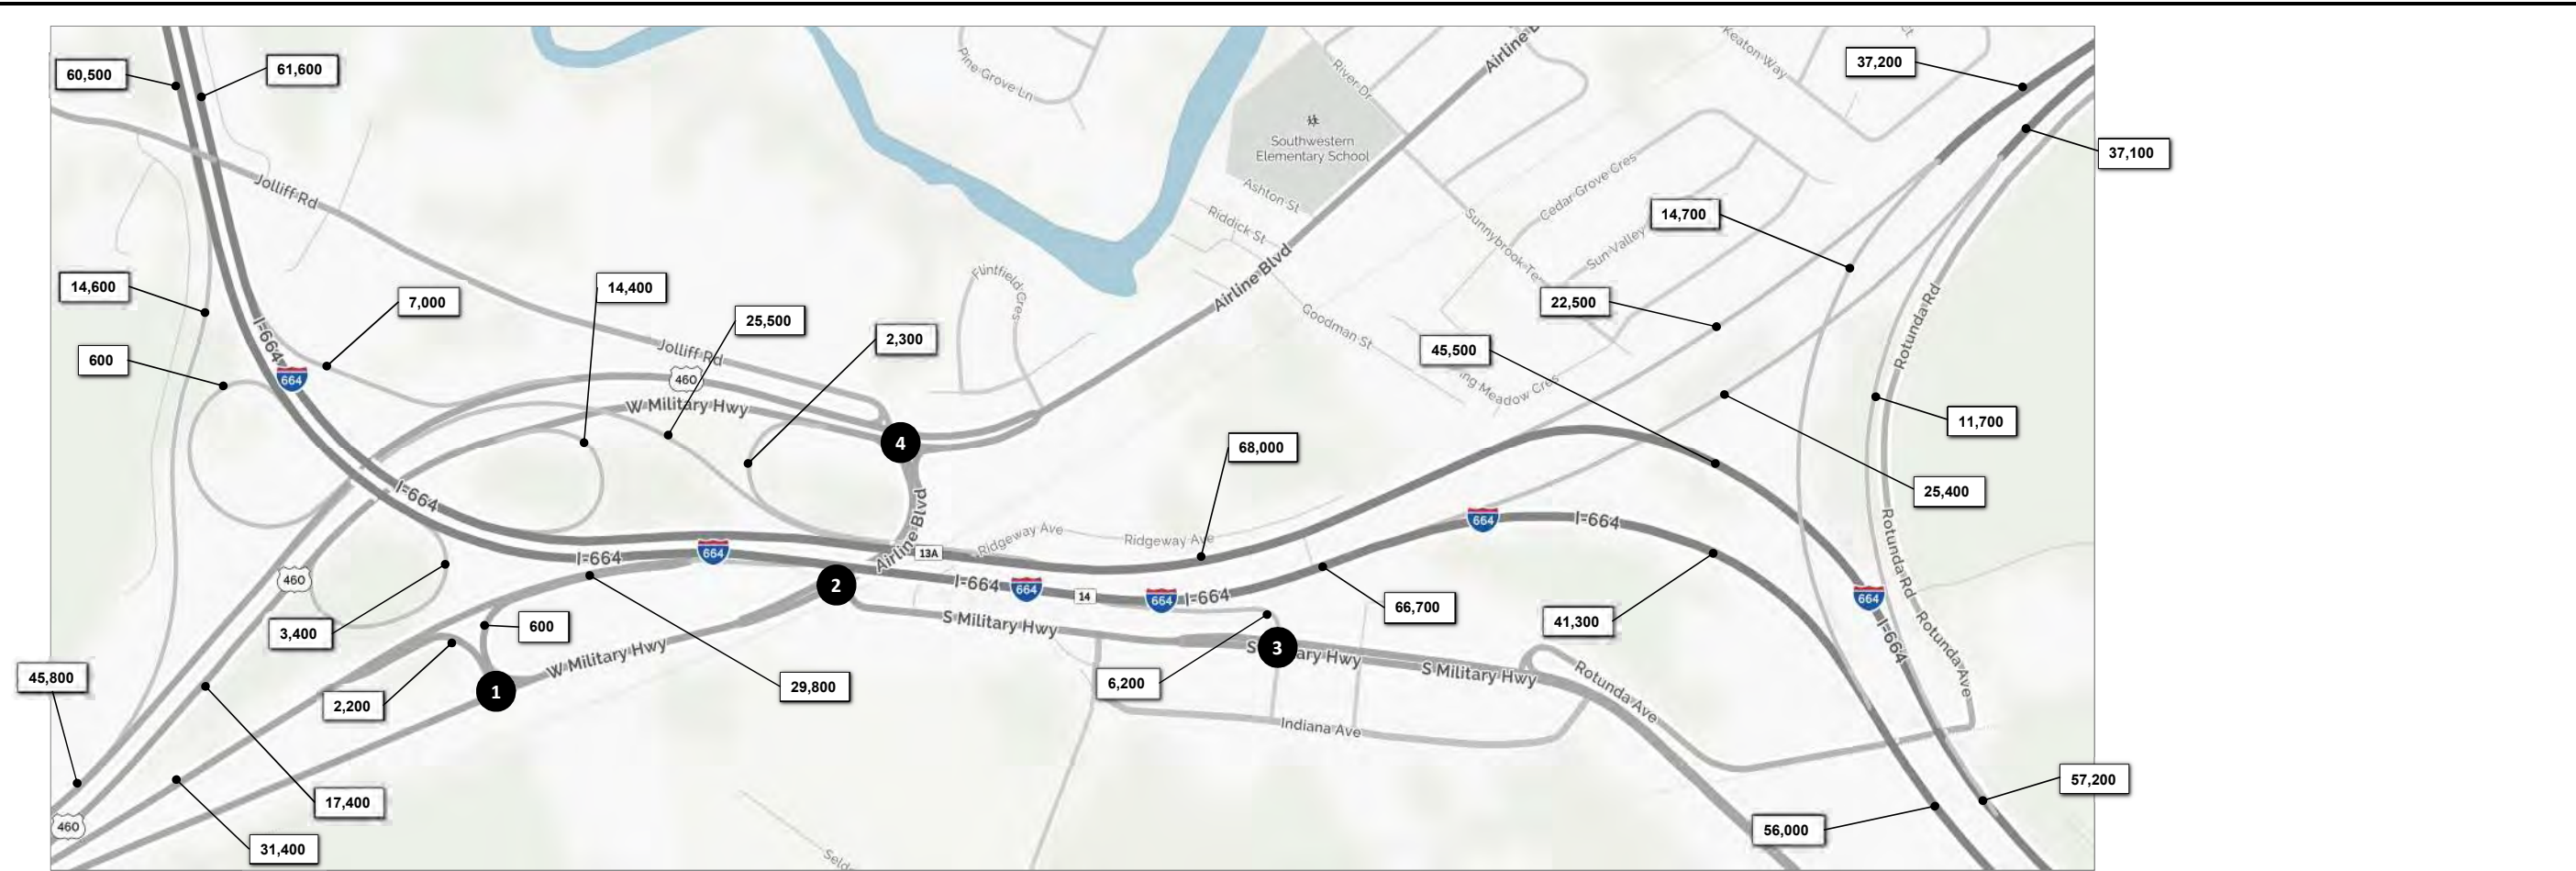 Keaton Way
Ct
Airline B
37,200
60,500
61,600
Pine Grove Ln
River Dr
Southwestern
Elementary School
37,100
Cedar Grove Cres
Jolliff Rd
Ashton St
Riddick St
Sunnybrook Te
Sun Valley
14,700
Flintfield Cres
Airline Blvd
14,600
7,000
14,400
25,500
2,300
Goodman St
22,500
Rotunda Rd
I-664
664
600
Jolliff Rd
460
W Military Hwy
45,500
ing Meadow Cres
11,700
4
68,000
I-664
Airline Blvd
25,400
664
I-664
Rotunda Rd
I-664
664
13A
Ridgeway Ave
Ridgeway Ave
460
2
I-664
664
14
664
I-664
66,700
41,300
664
I-664
Rotunda Ave
3,400
600
S Military Hwy
3
S
ary Hwy
S Military Hwy
Rotunda Ave
45,800
2,200
1
W Military Hwy
29,800
6,200
Indiana Ave
17,400
57,200
460
31,400
56,000
Seld